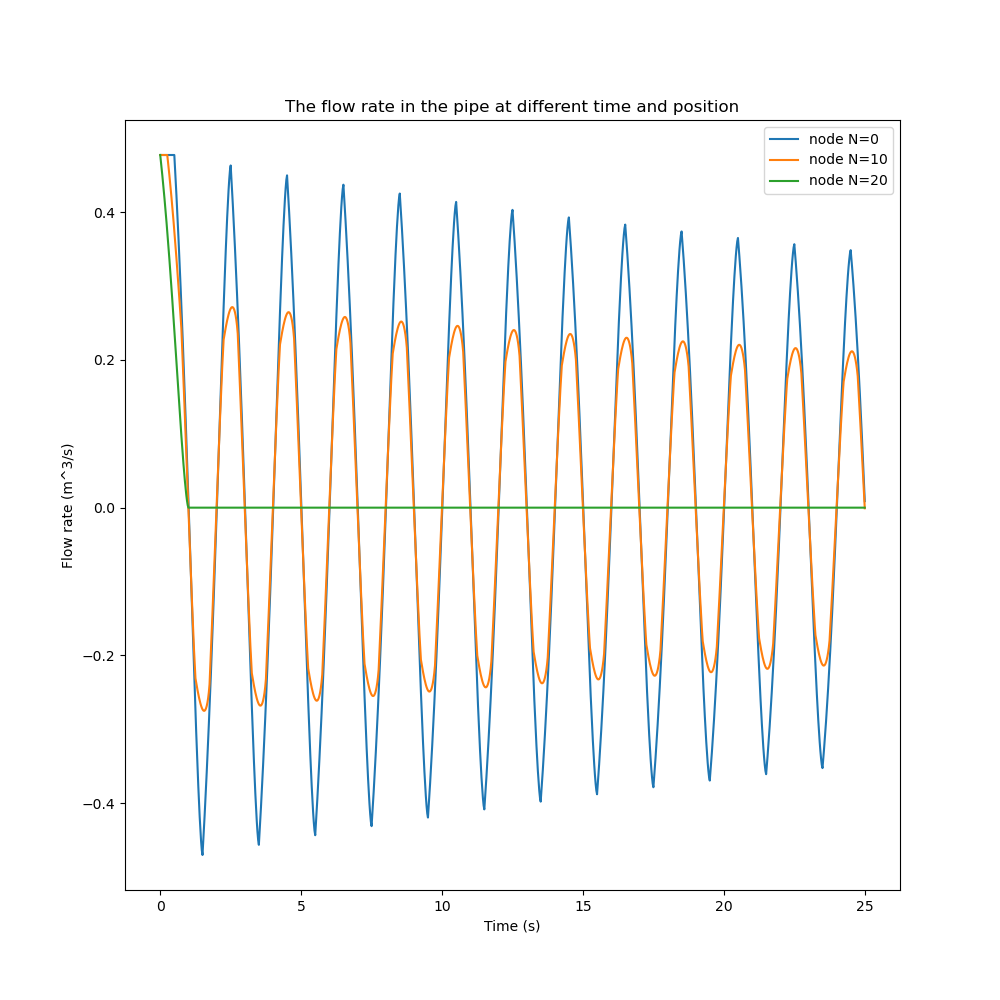 The flow rate in the pipe at different time and position
node N=0
node N=10
node N=20
Flow rate (m^3/s)
0.4
0.2
0.0
−0.2
−0.4
0 5 10 15 20 25
Time (s)